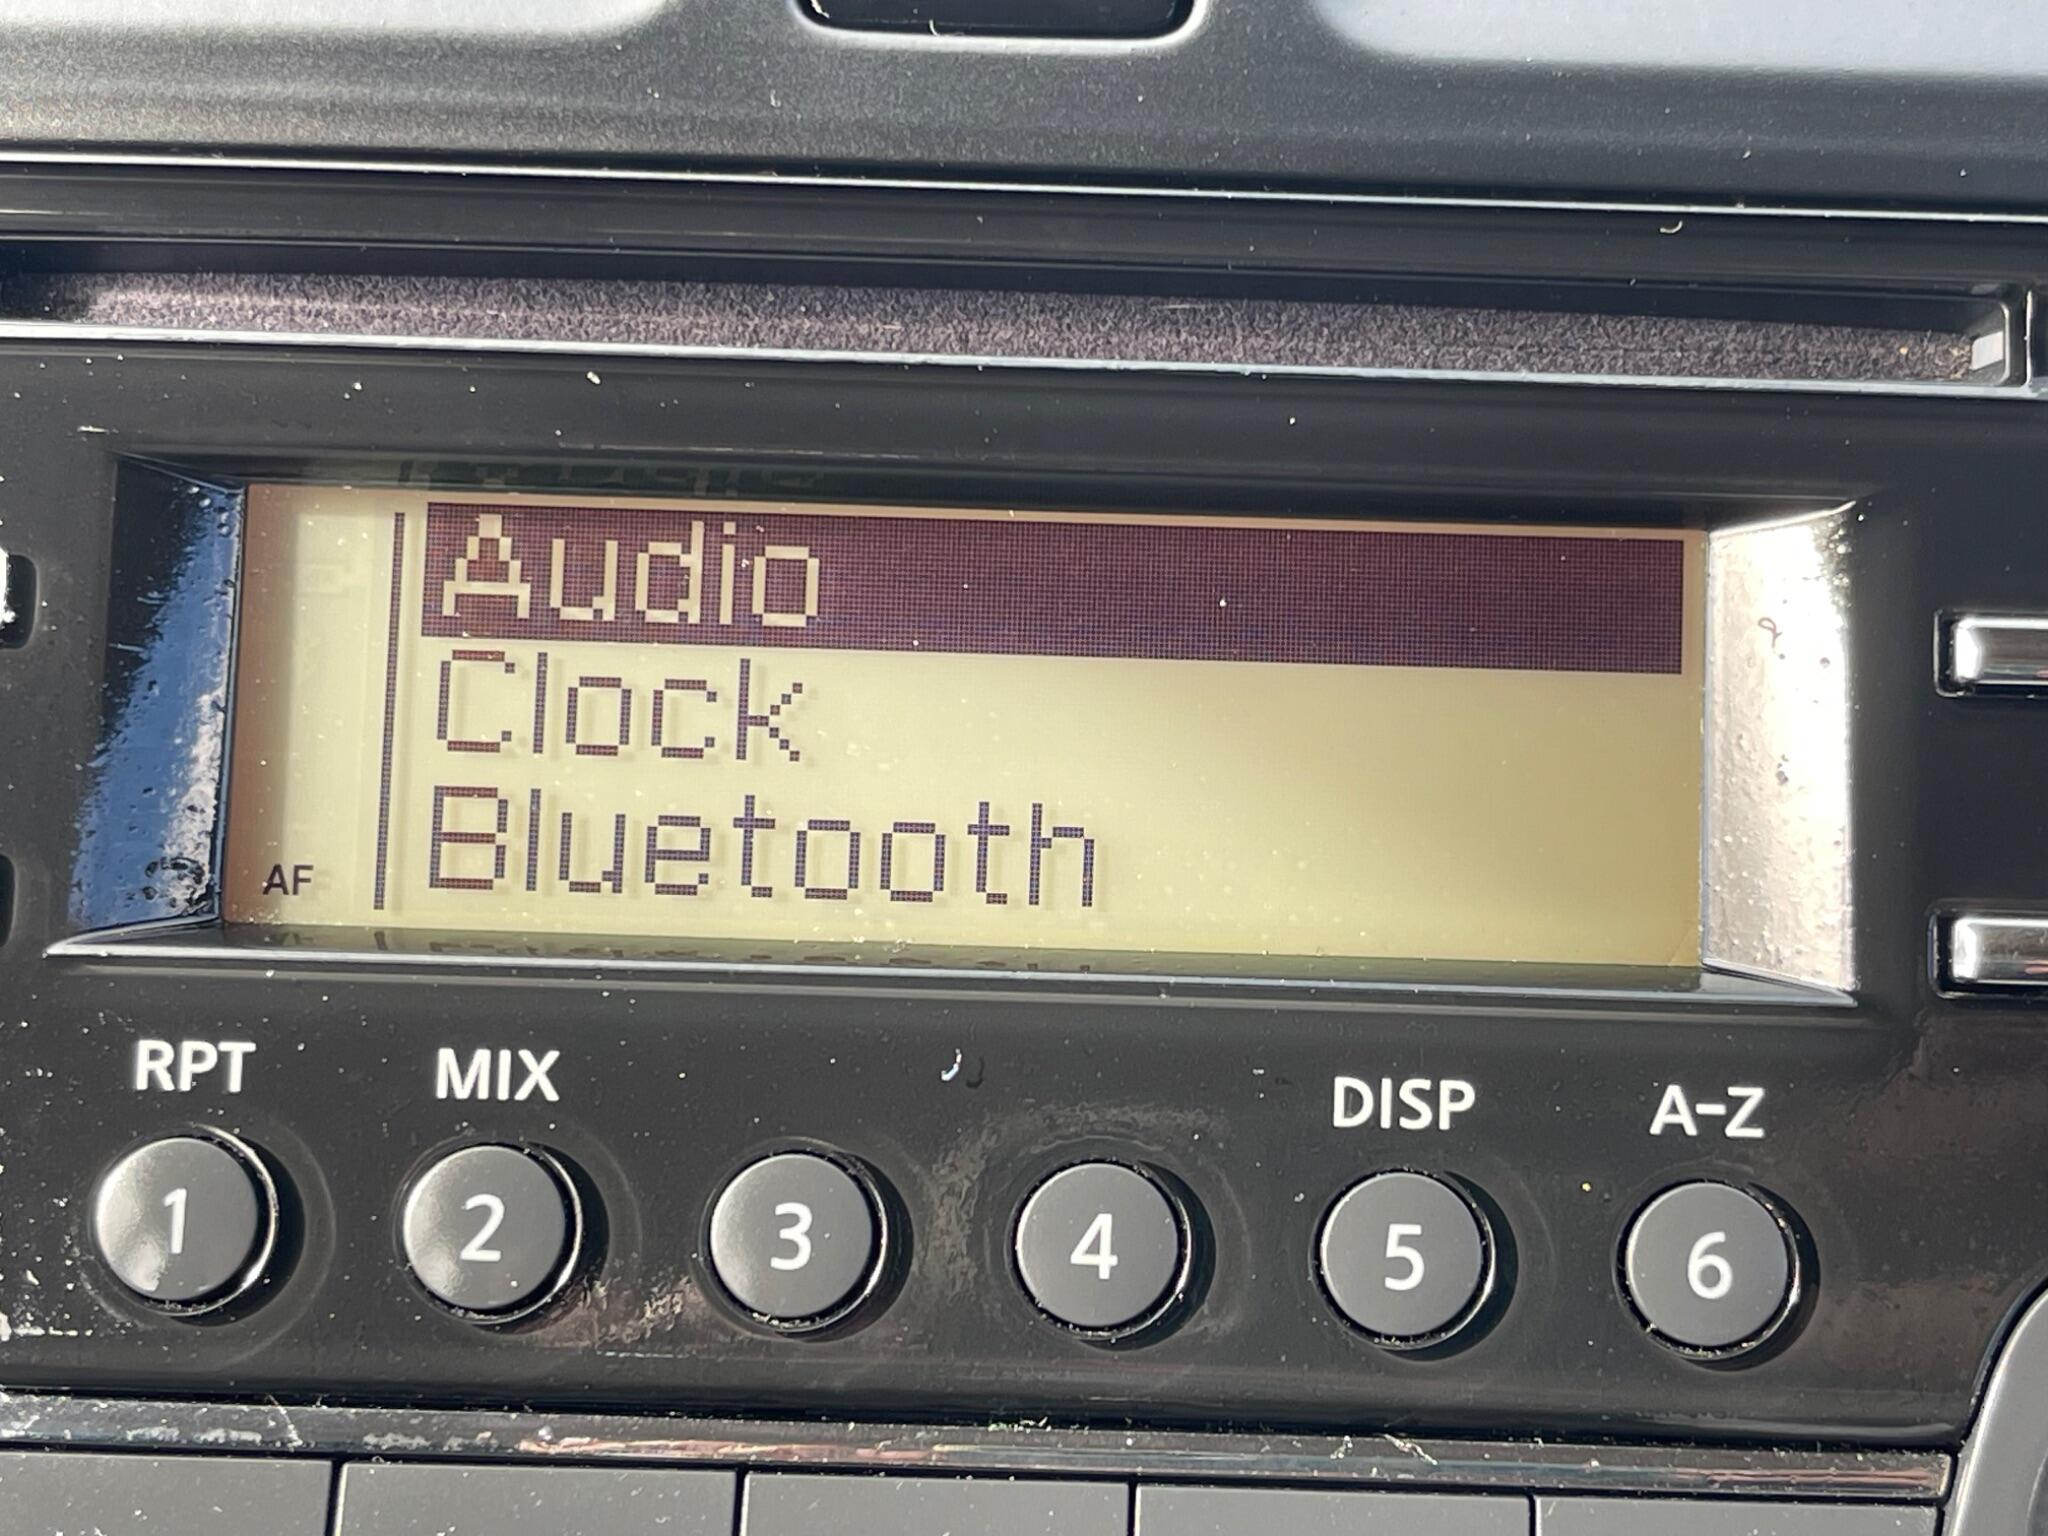 Audio
Clock
Bluetooth
AF
RPT MIX DISP A-Z
1 2 3 4 5 6